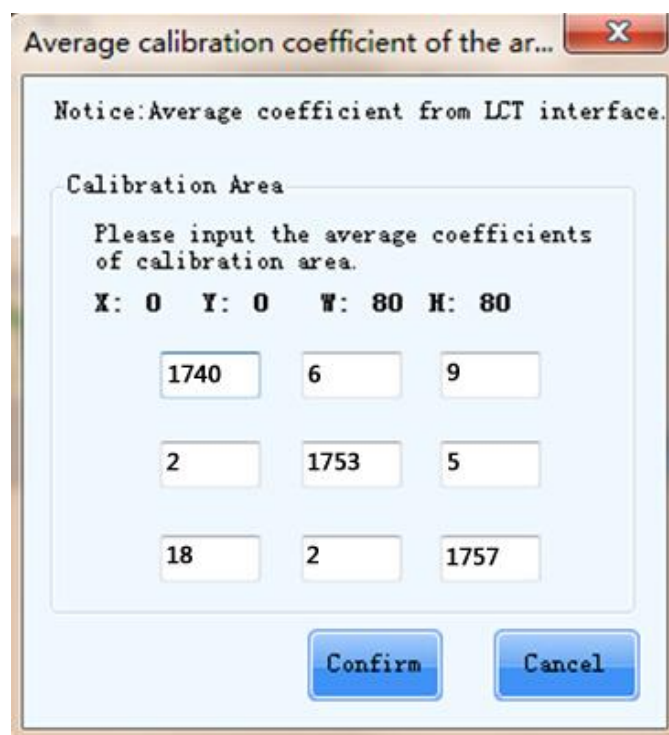 Average calibration coefficient of the ar...
Notice:Average coefficient from LCT interface.
Calibration Area
Please input the average coefficients
of calibration area.
X: 0 Y: 0 W: 80 H: 80
1740 6 9
2 1753 5
18 2 1757
Confirm Cancel